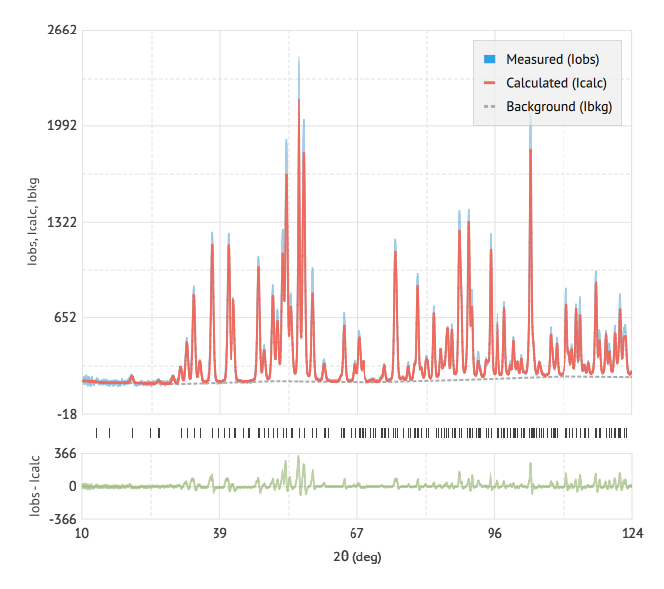 2662
1992
1322
652
-18
Iobs, Icalc, Ibkg
Measured (Iobs)
Calculated (Icalc)
Background (Ibkg)
366
0
-366
Iobs - Icalc
10
39
67
96
124
2θ (deg)